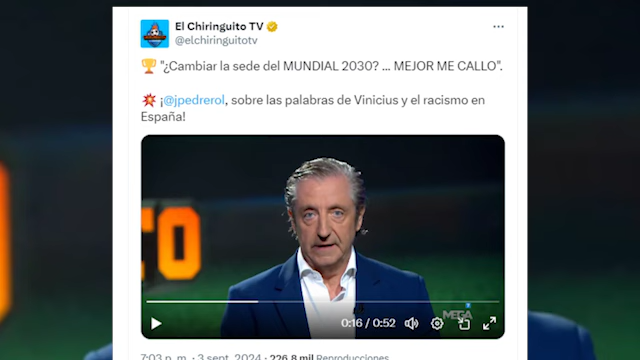 El Chiringuito TV
@elchiringuitotv
🏆 "¿Cambiar la sede del MUNDIAL 2030? ... MEJOR ME CALLO".
💥 ¡@jpedrerol, sobre las palabras de Vinicius y el racismo en
España!
MEGA
0:16 / 0:52
7:03 p. m. · 3 sept. 2024 · 226,8 mil Reproducciones